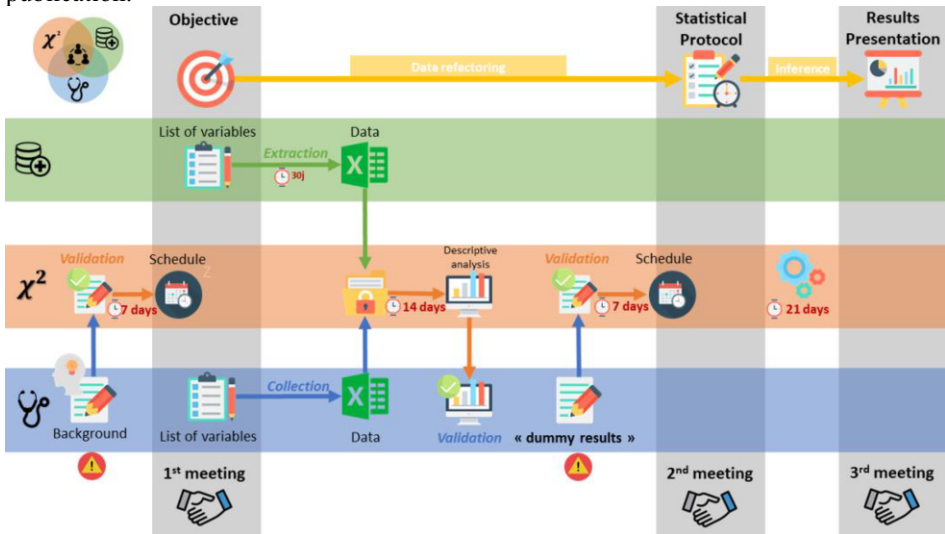 publication.
Objective
Statistical
Protocol
Results
Presentation
χ²
Data refactoring
Inference
List of variables
Data
Extraction
30j
Descriptive
analysis
Validation
Schedule
Validation
Schedule
χ²
7 days
14 days
7 days
21 days
Collection
Background
List of variables
Data
Validation
« dummy results »
1st meeting
2nd meeting
3rd meeting